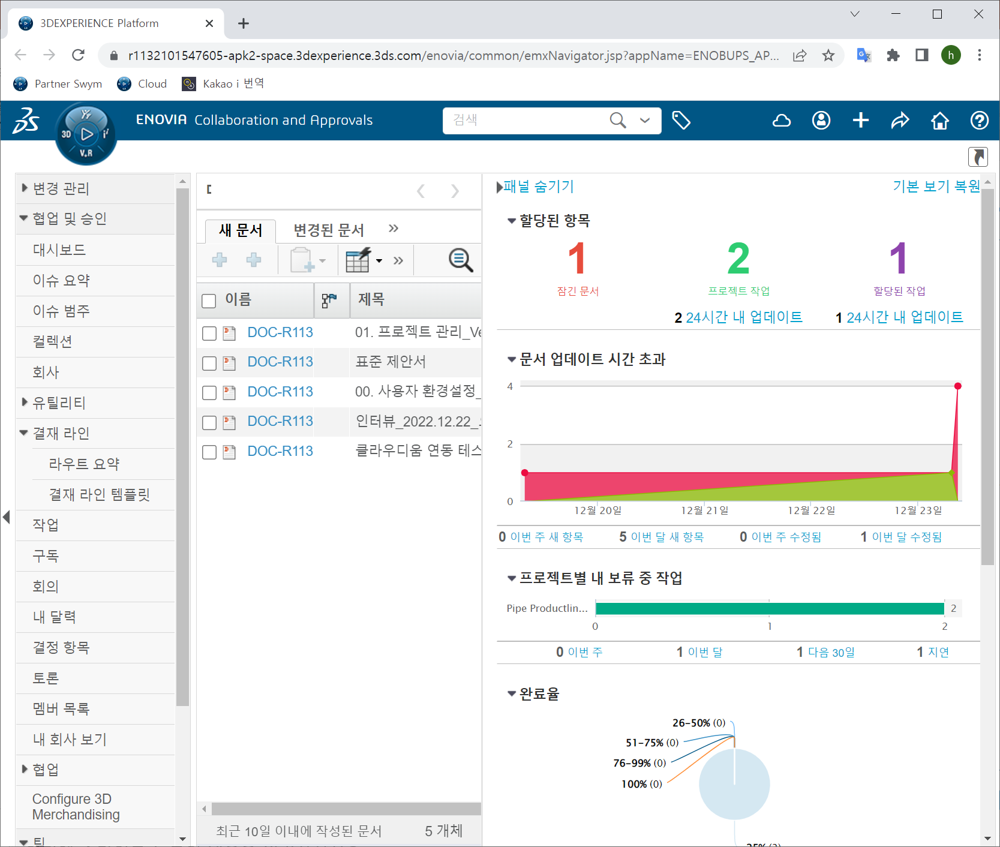 3DEXPERIENCE Platform
r1132101547605-apk2-space.3dexperience.3ds.com/enovia/common/emxNavigator.jsp?appName=ENOBUPS_AP...
h
Partner Swym
Cloud
Kakao i 번역
3D
V.R
ENOVIA Collaboration and Approvals
검색
변경 관리
협업 및 승인
대시보드
이슈 요약
이슈 범주
컬렉션
회사
유틸리티
결재 라인
라우트 요약
결재 라인 템플릿
작업
구독
회의
내 달력
결정 항목
토론
멤버 목록
내 회사 보기
협업
Configure 3D
Merchandising
새 문서
변경된 문서
이름
제목
DOC-R113
01. 프로젝트 관리_Ve
DOC-R113
표준 제안서
DOC-R113
00. 사용자 환경설정_
DOC-R113
인터뷰_2022.12.22_
DOC-R113
클라우디움 연동 테스
최근 10일 이내에 작성된 문서
5 개체
패널 숨기기
기본 보기 복원
할당된 항목
1
2
1
잠긴 문서
프로젝트 작업
할당된 작업
2 24시간 내 업데이트
1 24시간 내 업데이트
문서 업데이트 시간 초과
4
2
0
12월 20일
12월 21일
12월 22일
12월 23일
0 이번 주 새 항목
5 이번 달 새 항목
0 이번 주 수정됨
1 이번 달 수정됨
프로젝트별 내 보류 중 작업
Pipe Productlin...
2
0
1
2
0 이번 주
1 이번 달
1 다음 30일
1 지연
완료율
26-50% (0)
51-75% (0)
76-99% (0)
100% (0)